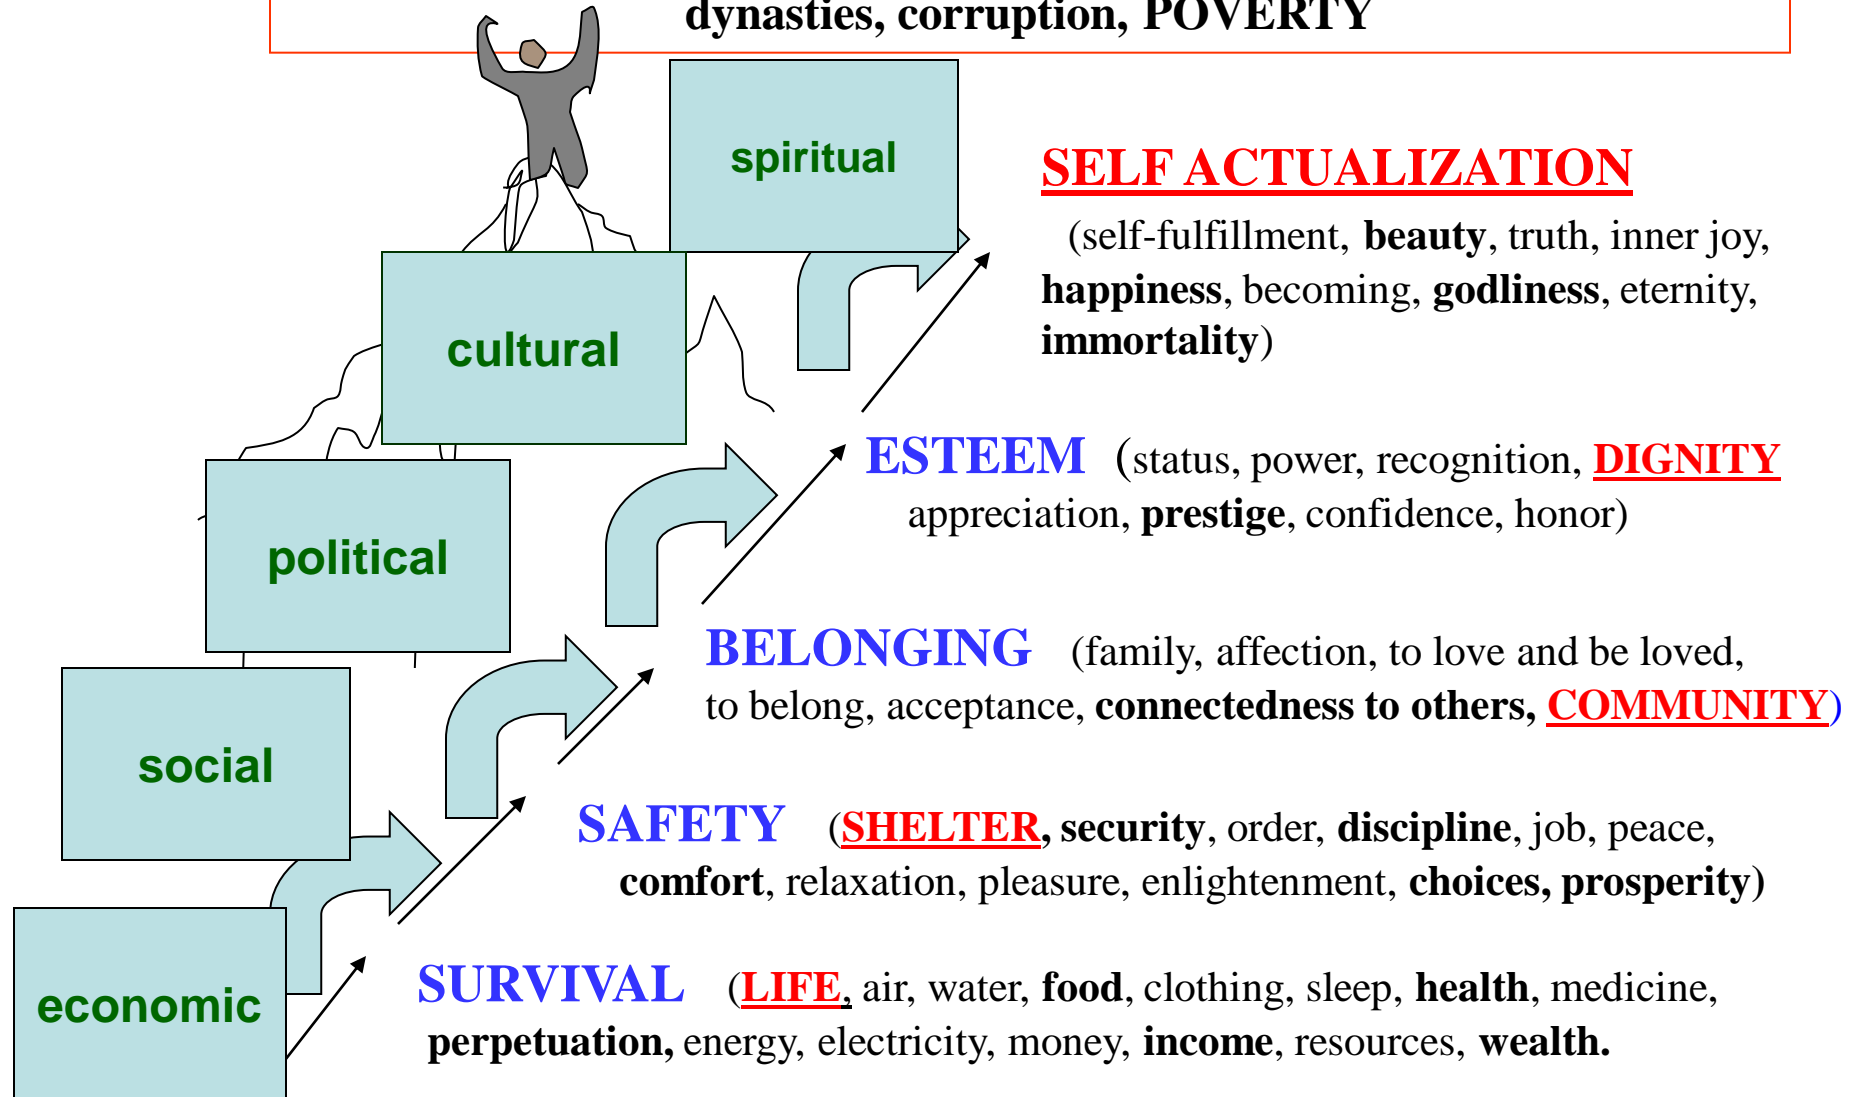 dynasties, corruption, POVERTY
spiritual
SELF ACTUALIZATION
(self-fulfillment, beauty, truth, inner joy,
happiness, becoming, godliness, eternity,
immortality)
cultural
ESTEEM (status, power, recognition, DIGNITY
appreciation, prestige, confidence, honor)
political
BELONGING (family, affection, to love and be loved,
to belong, acceptance, connectedness to others, COMMUNITY)
social
SAFETY (SHELTER, security, order, discipline, job, peace,
comfort, relaxation, pleasure, enlightenment, choices, prosperity)
economic
SURVIVAL (LIFE, air, water, food, clothing, sleep, health, medicine,
perpetuation, energy, electricity, money, income, resources, wealth.